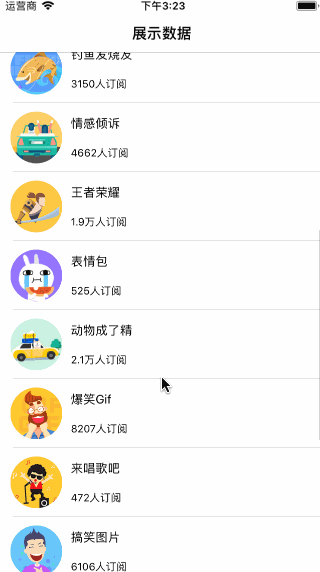 运营商 下午3:23
展示数据
钓鱼发烧友
3150人订阅
情感倾诉
4662人订阅
王者荣耀
1.9万人订阅
表情包
525人订阅
动物成了精
2.1万人订阅
爆笑Gif
8207人订阅
来唱歌吧
472人订阅
搞笑图片
6106人订阅